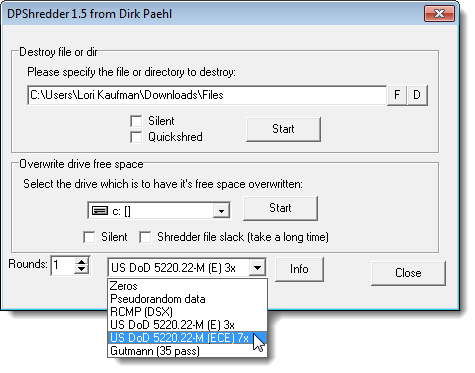 DPShredder 1.5 from Dirk Paehl
Destroy file or dir
Please specify the file or directory to destroy:
C:\Users\Lori Kaufman\Downloads\Files
F D
Silent
Quickshred
Start
Overwrite drive free space
Select the drive which is to have it's free space overwritten:
c: []
Start
Silent
Shredder file slack (take a long time)
Rounds: 1
US DoD 5220.22-M (E) 3x
Info
Close
Zeros
Pseudorandom data
RCMP (DSX)
US DoD 5220.22-M (E) 3x
US DoD 5220.22-M (ECE) 7x
Gutmann (35 pass)